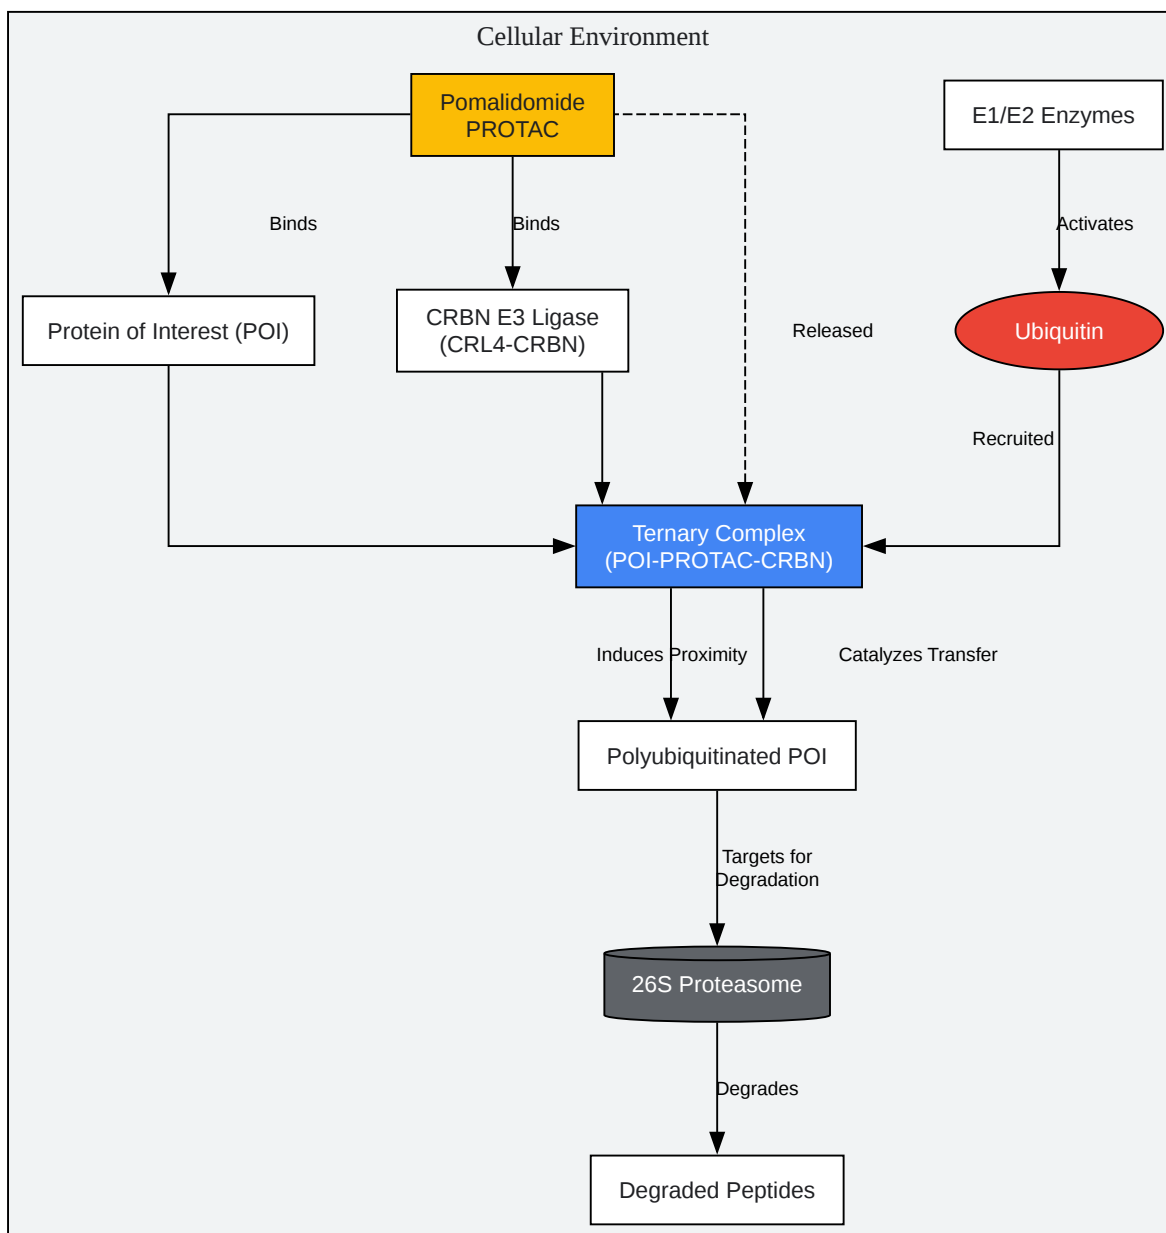 Cellular Environment
Pomalidomide
PROTAC
E1/E2 Enzymes
Binds
Binds
Activates
Protein of Interest (POI)
CRBN E3 Ligase
(CRL4-CRBN)
Released
Ubiquitin
Recruited
Ternary Complex
(POI-PROTAC-CRBN)
Induces Proximity
Catalyzes Transfer
Polyubiquitinated POI
Targets for
Degradation
26S Proteasome
Degrades
Degraded Peptides